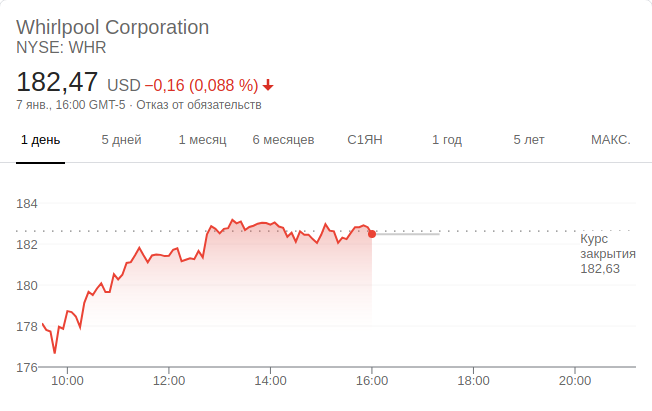 Whirlpool Corporation
NYSE: WHR
182,47 USD −0,16 (0,088 %)
7 янв., 16:00 GMT-5 · Отказ от обязательств
1 день 5 дней 1 месяц 6 месяцев С1ЯН 1 год 5 лет МАКС.
184
182
180
178
176
Курс
закрытия
182,63
10:00 12:00 14:00 16:00 18:00 20:00